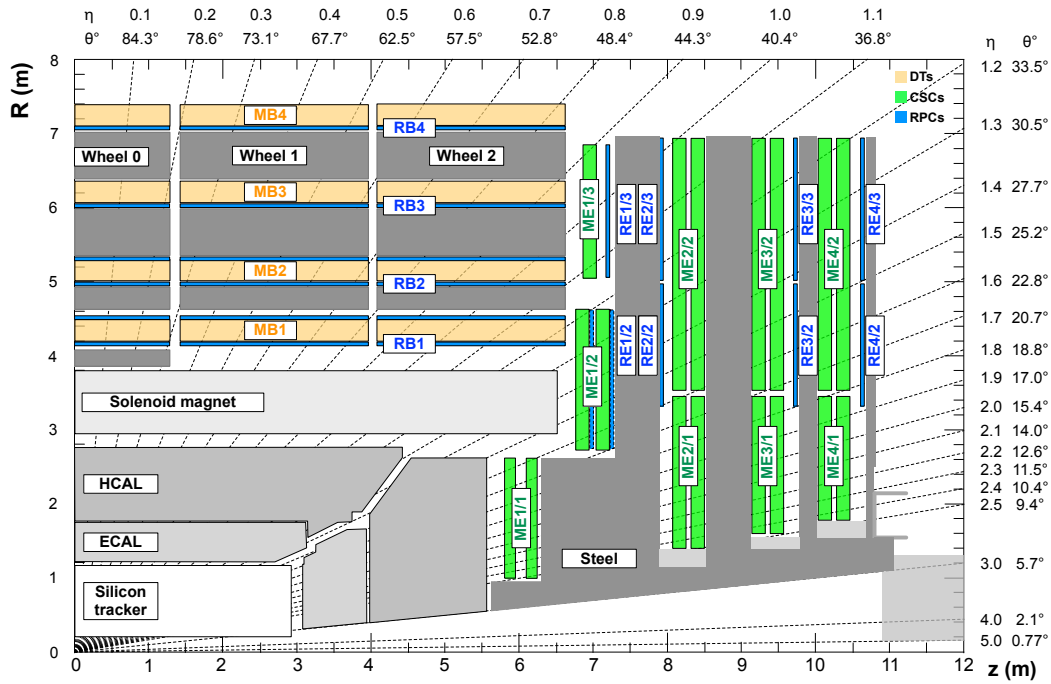 η 0.1 0.2 0.3 0.4 0.5 0.6 0.7 0.8 0.9 1.0 1.1
θ° 84.3° 78.6° 73.1° 67.7° 62.5° 57.5° 52.8° 48.4° 44.3° 40.4° 36.8° η θ°
R (m)
8
7
6
5
4
3
2
1
0
1.2 33.5°
1.3 30.5°
1.4 27.7°
1.5 25.2°
1.6 22.8°
1.7 20.7°
1.8 18.8°
1.9 17.0°
2.0 15.4°
2.1 14.0°
2.2 12.6°
2.3 11.5°
2.4 10.4°
2.5 9.4°
3.0 5.7°
4.0 2.1°
5.0 0.77°
DTs
CSCs
RPCs
MB4
RB4
Wheel 0 Wheel 1 Wheel 2
MB3
RB3
MB2
RB2
MB1
RB1
Solenoid magnet
HCAL
ECAL
Silicon
tracker
Steel
ME1/3
RE1/3
RE2/3
ME2/2
ME3/2
RE3/3
ME4/2
RE4/3
ME1/2
RE1/2
RE2/2
RE3/2
RE4/2
ME1/1
ME2/1
ME3/1
ME4/1
0 1 2 3 4 5 6 7 8 9 10 11 12
z (m)